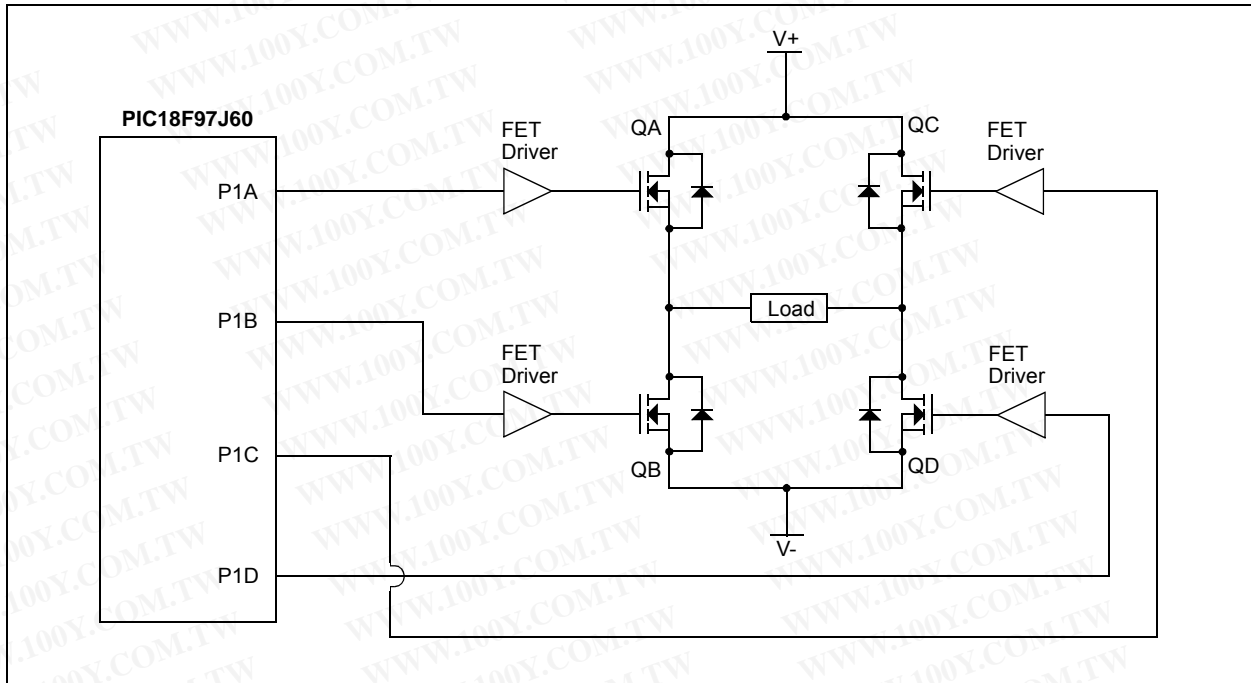 V+
PIC18F97J60
FET
Driver
QA
QC
FET
Driver
P1A
P1B
Load
FET
Driver
FET
Driver
P1C
QB
QD
V-
P1D
WWW.100Y.COM.TW